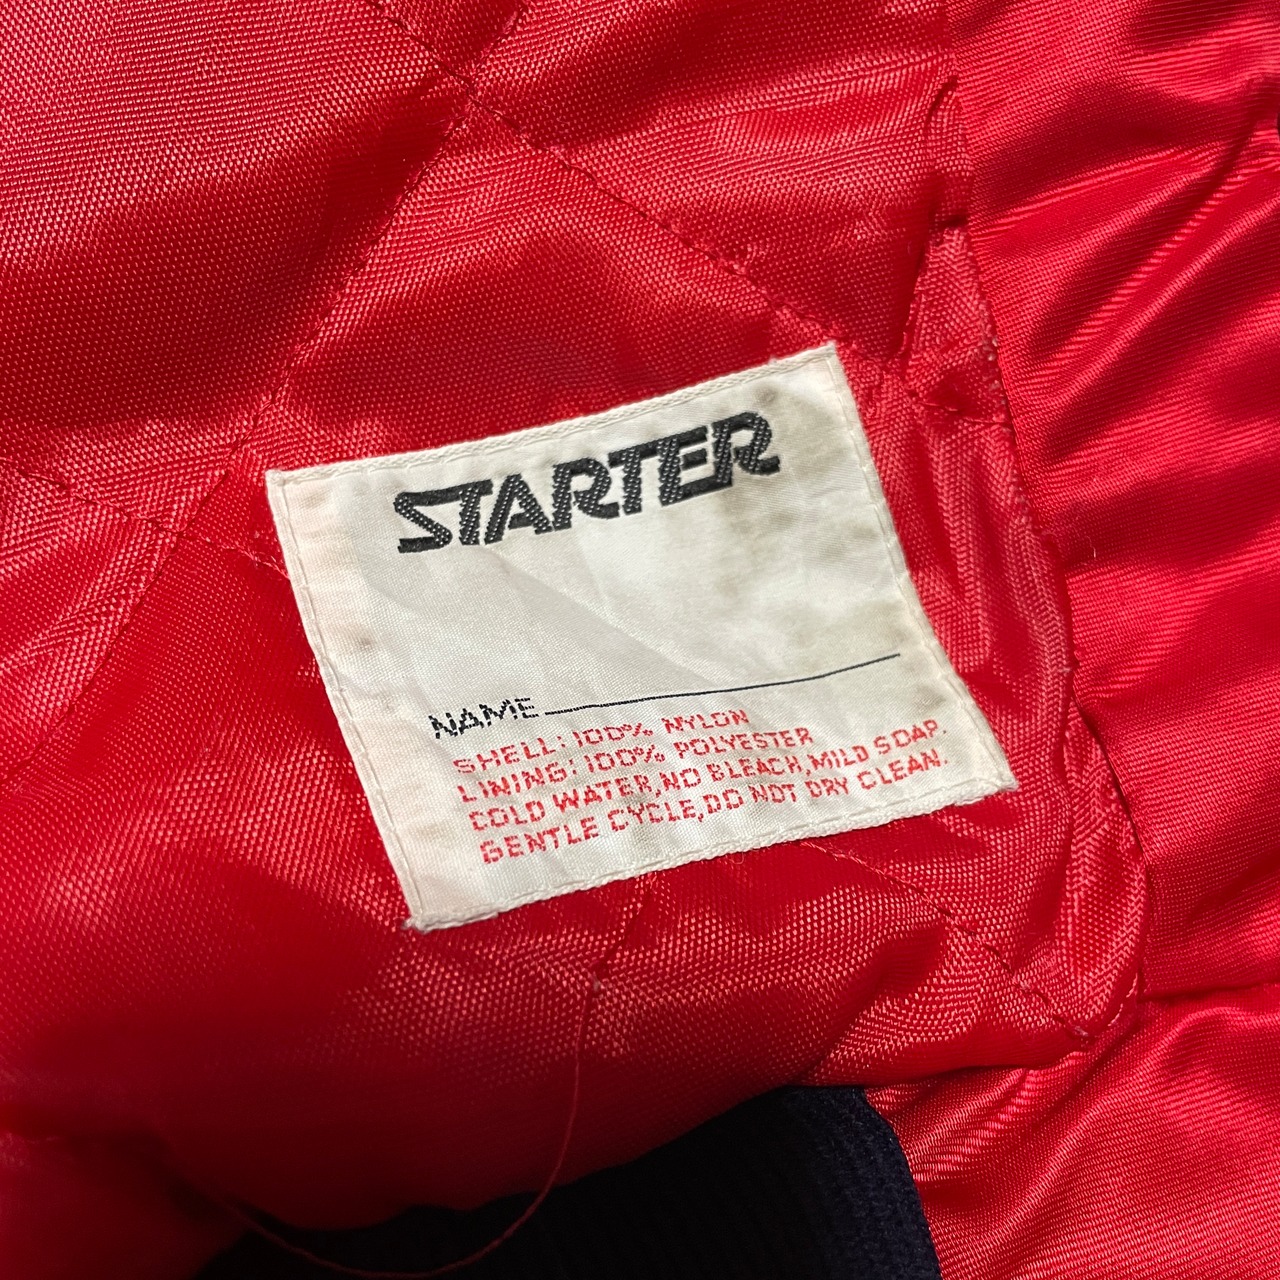 STARTER
NAME
SHELL: 100% NYLON
LINING: 100% POLYESTER
COLD WATER, NO BLEACH, MILD SOAP.
GENTLE CYCLE, DO NOT DRY CLEAN.